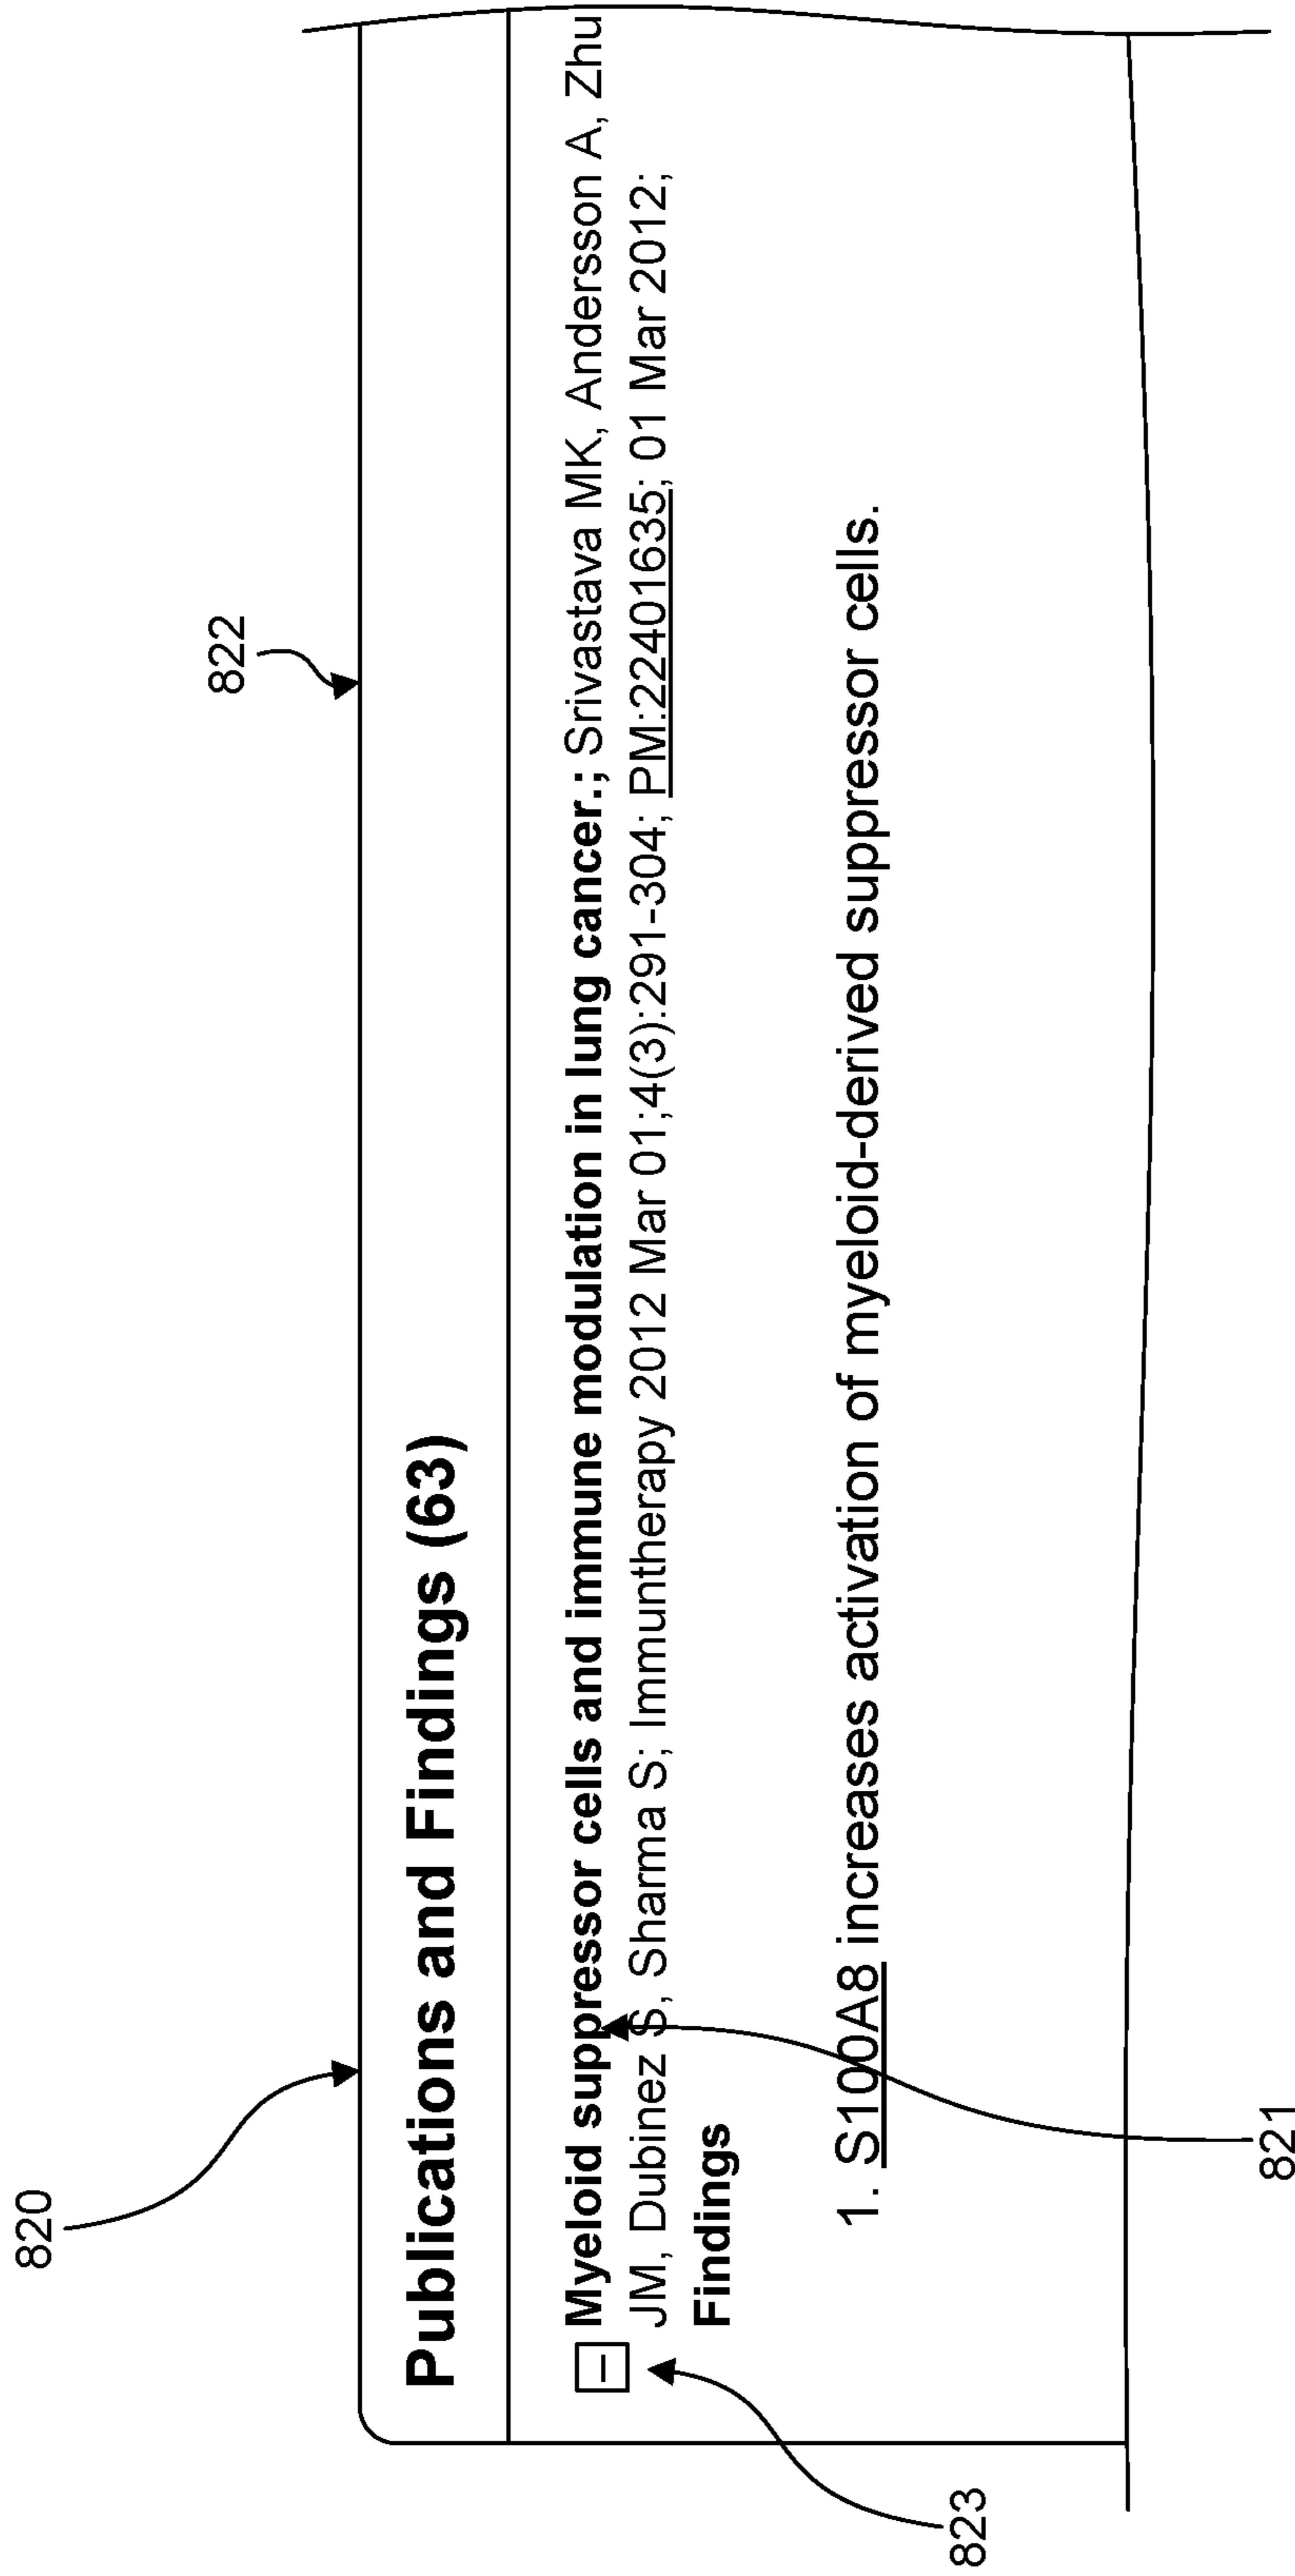 820
822
Publications and Findings (63)
Myeloid suppressor cells and immune modulation in lung cancer.; Srivastava MK, Andersson A, Zhu
JM, Dubinez S, Sharma S; Immuntherapy 2012 Mar 01;4(3):291-304; PM:22401635; 01 Mar 2012;
Findings
1. S100A8 increases activation of myeloid-derived suppressor cells.
823
821